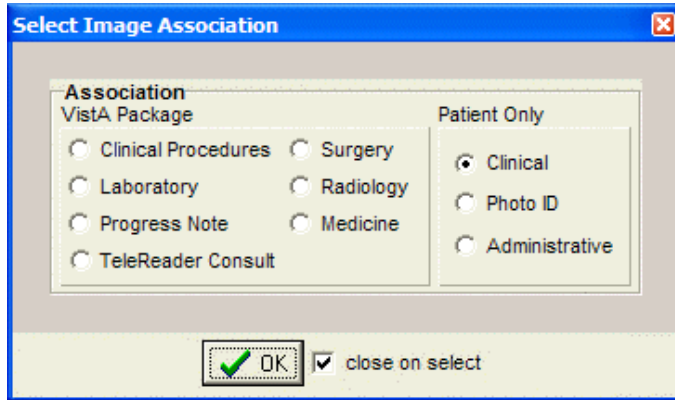 Select Image Association
Association
VistA Package
Patient Only
Clinical Procedures
Surgery
Clinical
Laboratory
Radiology
Photo ID
Progress Note
Medicine
Administrative
TeleReader Consult
OK
close on select